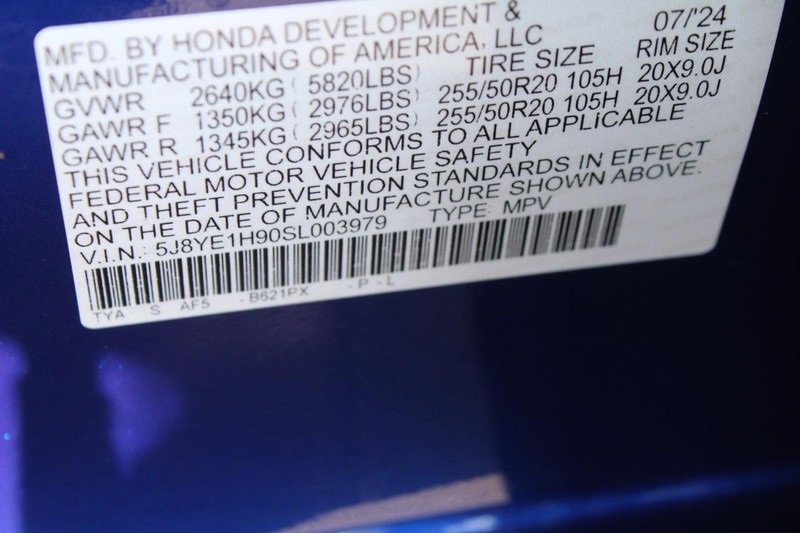 MFD. BY HONDA DEVELOPMENT & 07/'24
MANUFACTURING OF AMERICA, LLC
TIRE SIZE RIM SIZE
GVWR 2640KG ( 5820LBS)
GAWR F 1350KG ( 2976LBS) 255/50R20 105H 20X9.0J
GAWR R 1345KG ( 2965LBS) 255/50R20 105H 20X9.0J
THIS VEHICLE CONFORMS TO ALL APPLICABLE
FEDERAL MOTOR VEHICLE SAFETY
AND THEFT PREVENTION STANDARDS IN EFFECT
ON THE DATE OF MANUFACTURE SHOWN ABOVE.
V.I.N.: 5J8YE1H90SL003979 TYPE: MPV
TYA S AF5 - B621PX - P - L